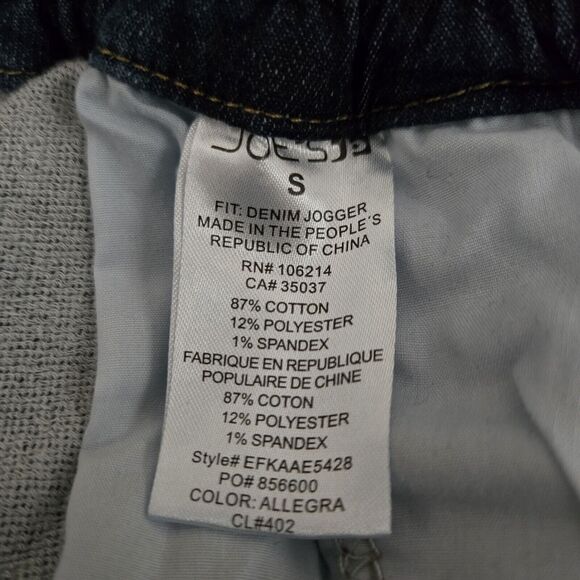 JOE'S
S
FIT: DENIM JOGGER
MADE IN THE PEOPLE'S
REPUBLIC OF CHINA
RN# 106214
CA# 35037
87% COTTON
12% POLYESTER
1% SPANDEX
FABRIQUE EN REPUBLIQUE
POPULAIRE DE CHINE
87% COTON
12% POLYESTER
1% SPANDEX
Style# EFKAAE5428
PO# 856600
COLOR: ALLEGRA
CL#402